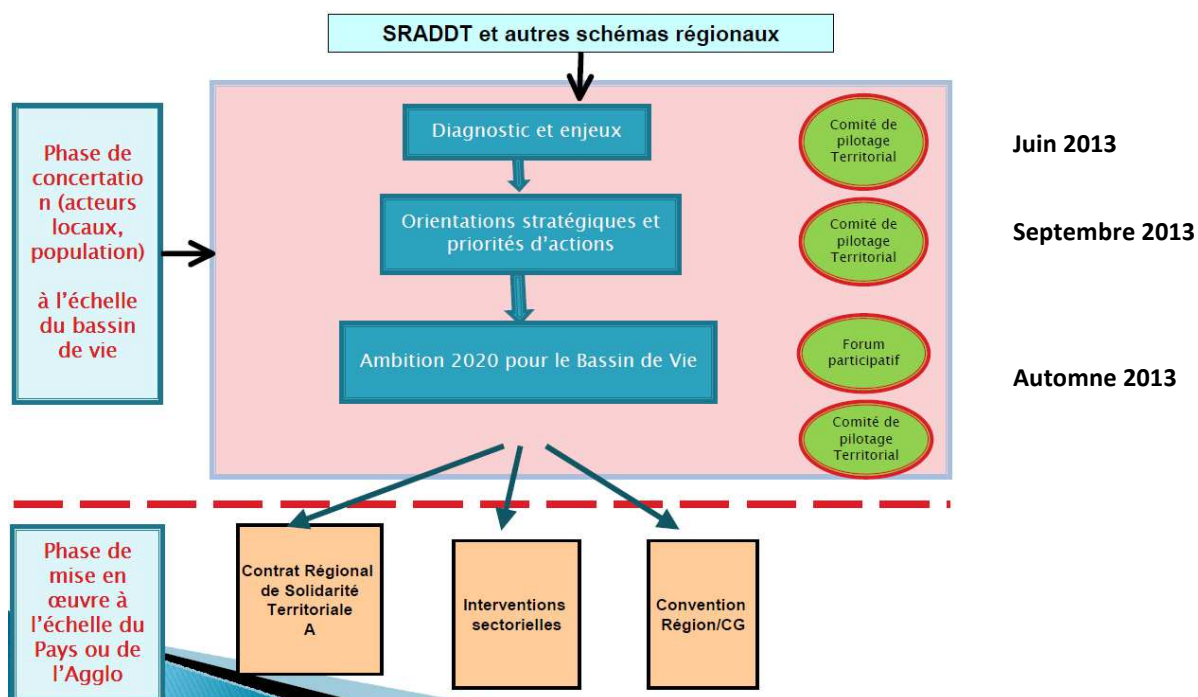 SRADDT et autres schémas régionaux
Phase de
concertatio
n (acteurs
locaux,
population)
à l'échelle
du bassin
de vie
Diagnostic et enjeux
Comité de
pilotage
Territorial
Juin 2013
Orientations stratégiques et
priorités d'actions
Comité de
pilotage
Territorial
Septembre 2013
Ambition 2020 pour le Bassin de Vie
Forum
participatif
Automne 2013
Comité de
pilotage
Territorial
Phase de
mise en
œuvre à
l'échelle du
Pays ou de
l'Agglo
Contrat Régional
de Solidarité
Territoriale
A
Interventions
sectorielles
Convention
Région/CG